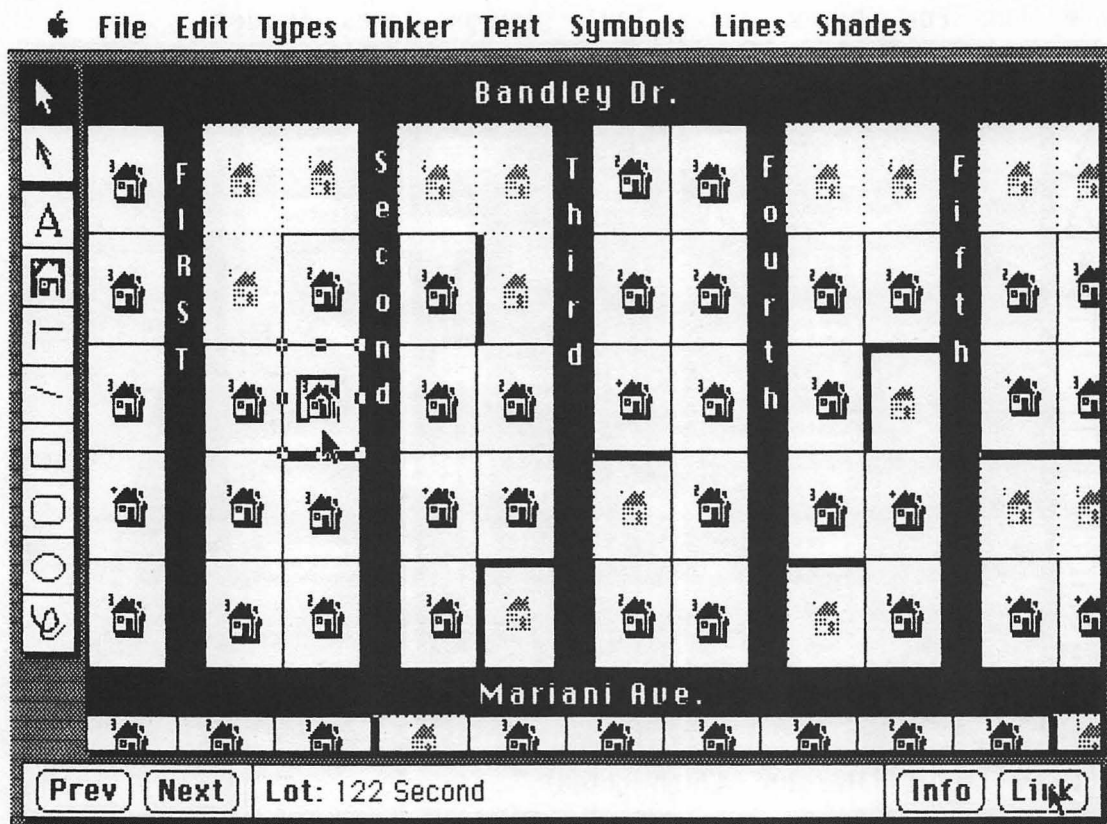 File Edit Types Tinker Text Symbols Lines Shades
Bandley Dr.
FIRST
Second
Third
Fourth
Fifth
A
Mariani Ave.
Prev Next Lot: 122 Second Info Link